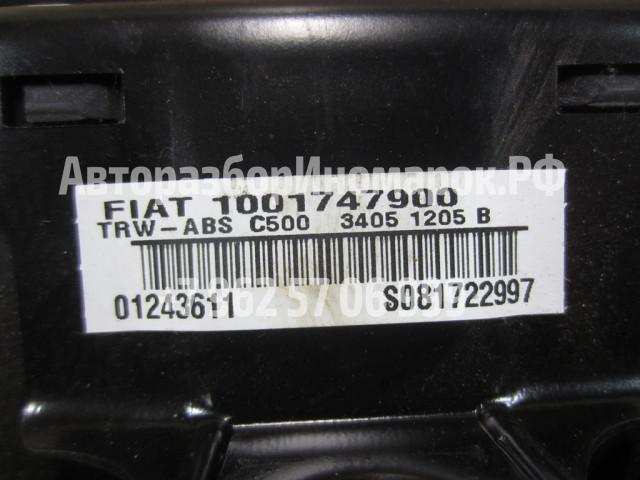 АвторазборИномарок.РФ
FIAT 1001747900
TRW-ABS C500 3405 1205 B
01243611 S081722997